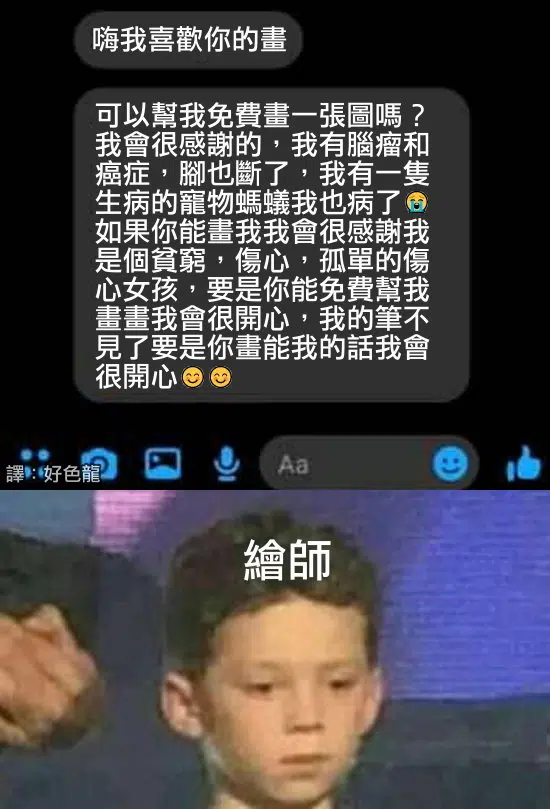 嗨我喜歡你的畫
可以幫我免費畫一張圖嗎？
我會很感謝的，我有腦瘤和
癌症，腳也斷了，我有一隻
生病的寵物螞蟻我也病了😭
如果你能畫我我會很感謝我
是個貧窮，傷心，孤單的傷
心女孩，要是你能免費幫我
畫畫我會很開心，我的筆不
見了要是你畫能我的話我會
很開心😊😊
Aa
譯：好色龍
繪師